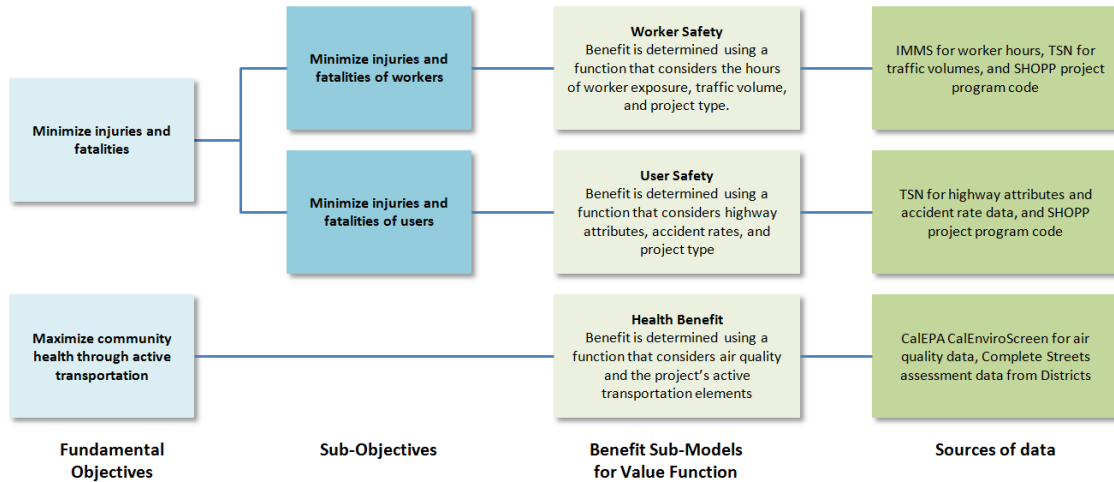 Minimize injuries and
fatalities
Minimize injuries and
fatalities of workers
Worker Safety
Benefit is determined using a
function that considers the hours
of worker exposure, traffic volume,
and project type.
IMMS for worker hours, TSN for
traffic volumes, and SHOPP project
program code
Minimize injuries and
fatalities of users
User Safety
Benefit is determined using a
function that considers highway
attributes, accident rates, and
project type
TSN for highway attributes and
accident rate data, and SHOPP
project program code
Maximize community
health through active
transportation
Health Benefit
Benefit is determined using a
function that considers air quality
and the project's active
transportation elements
CalEPA CalEnviroScreen for air
quality data, Complete Streets
assessment data from Districts
Fundamental
Objectives
Sub-Objectives
Benefit Sub-Models
for Value Function
Sources of data